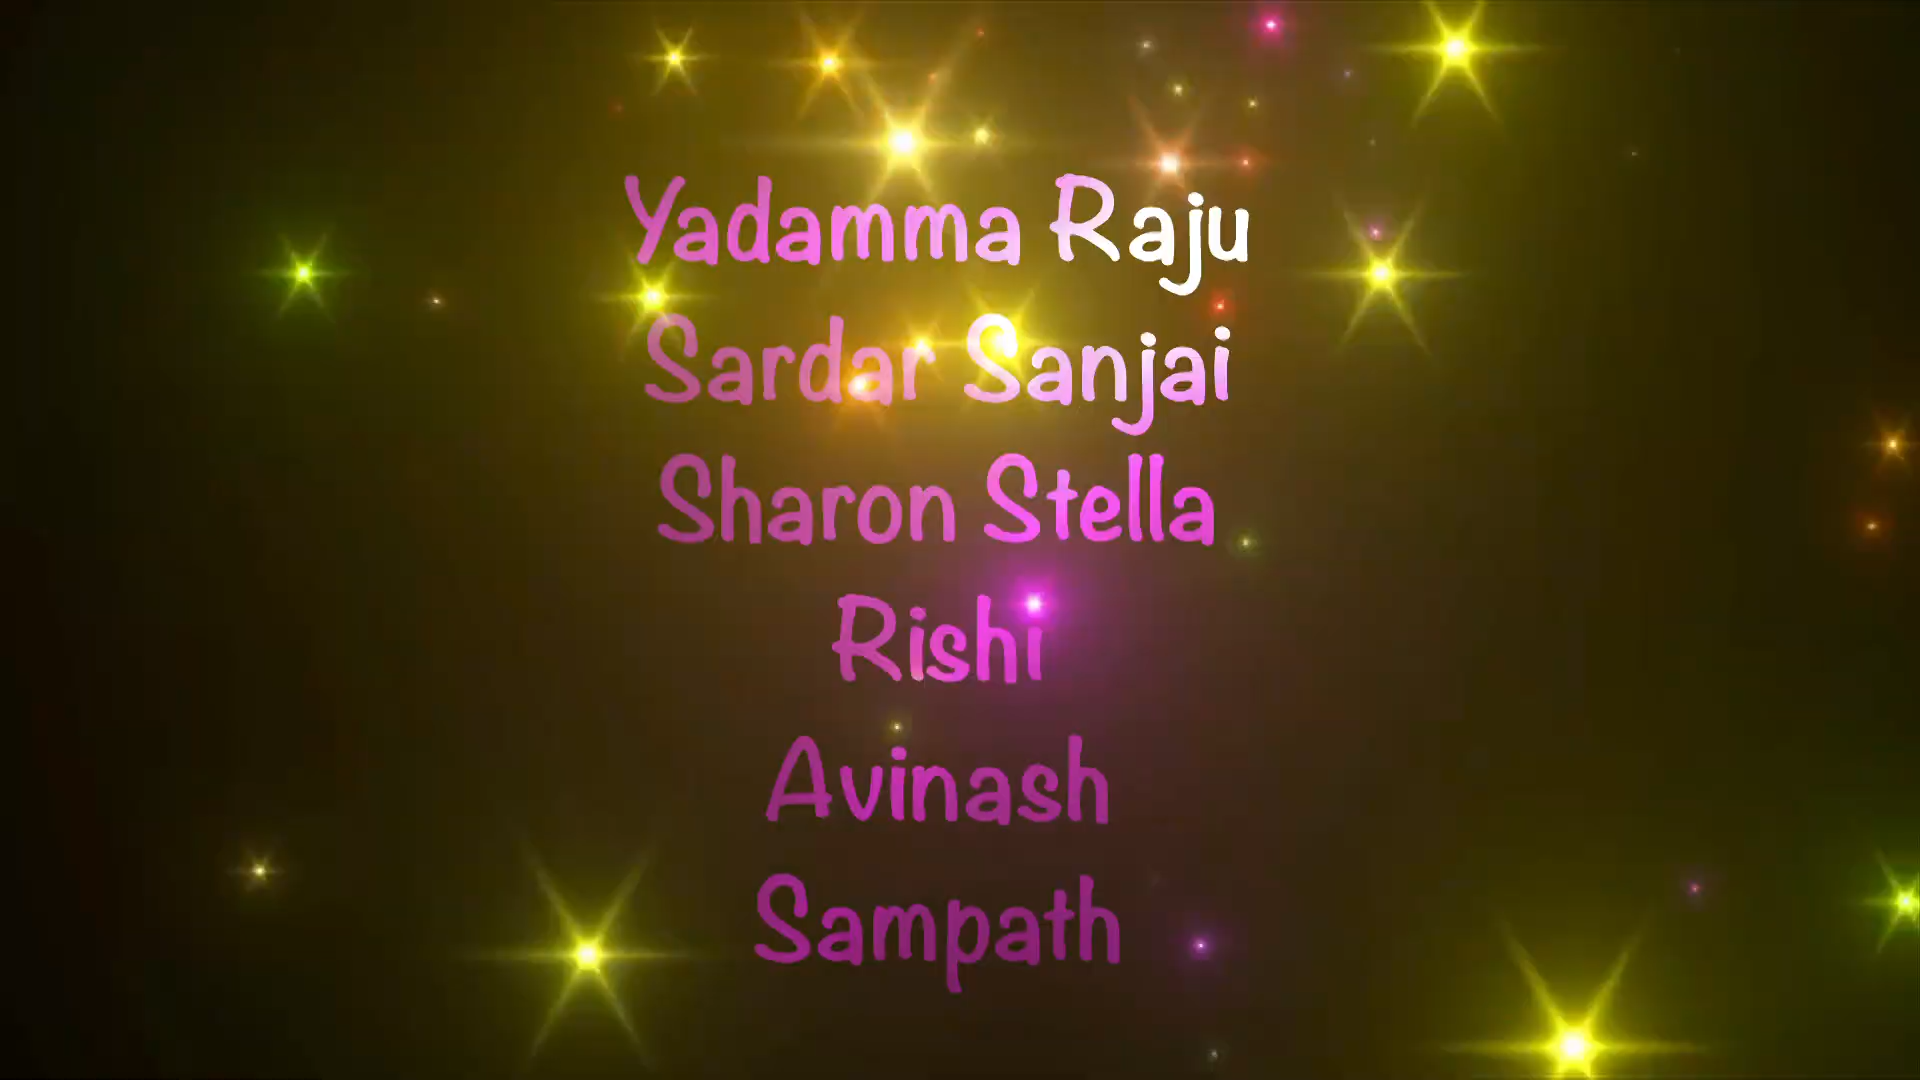 Yadamma Raju
Sardar Sanjai
Sharon Stella
Rishi
Avinash
Sampath